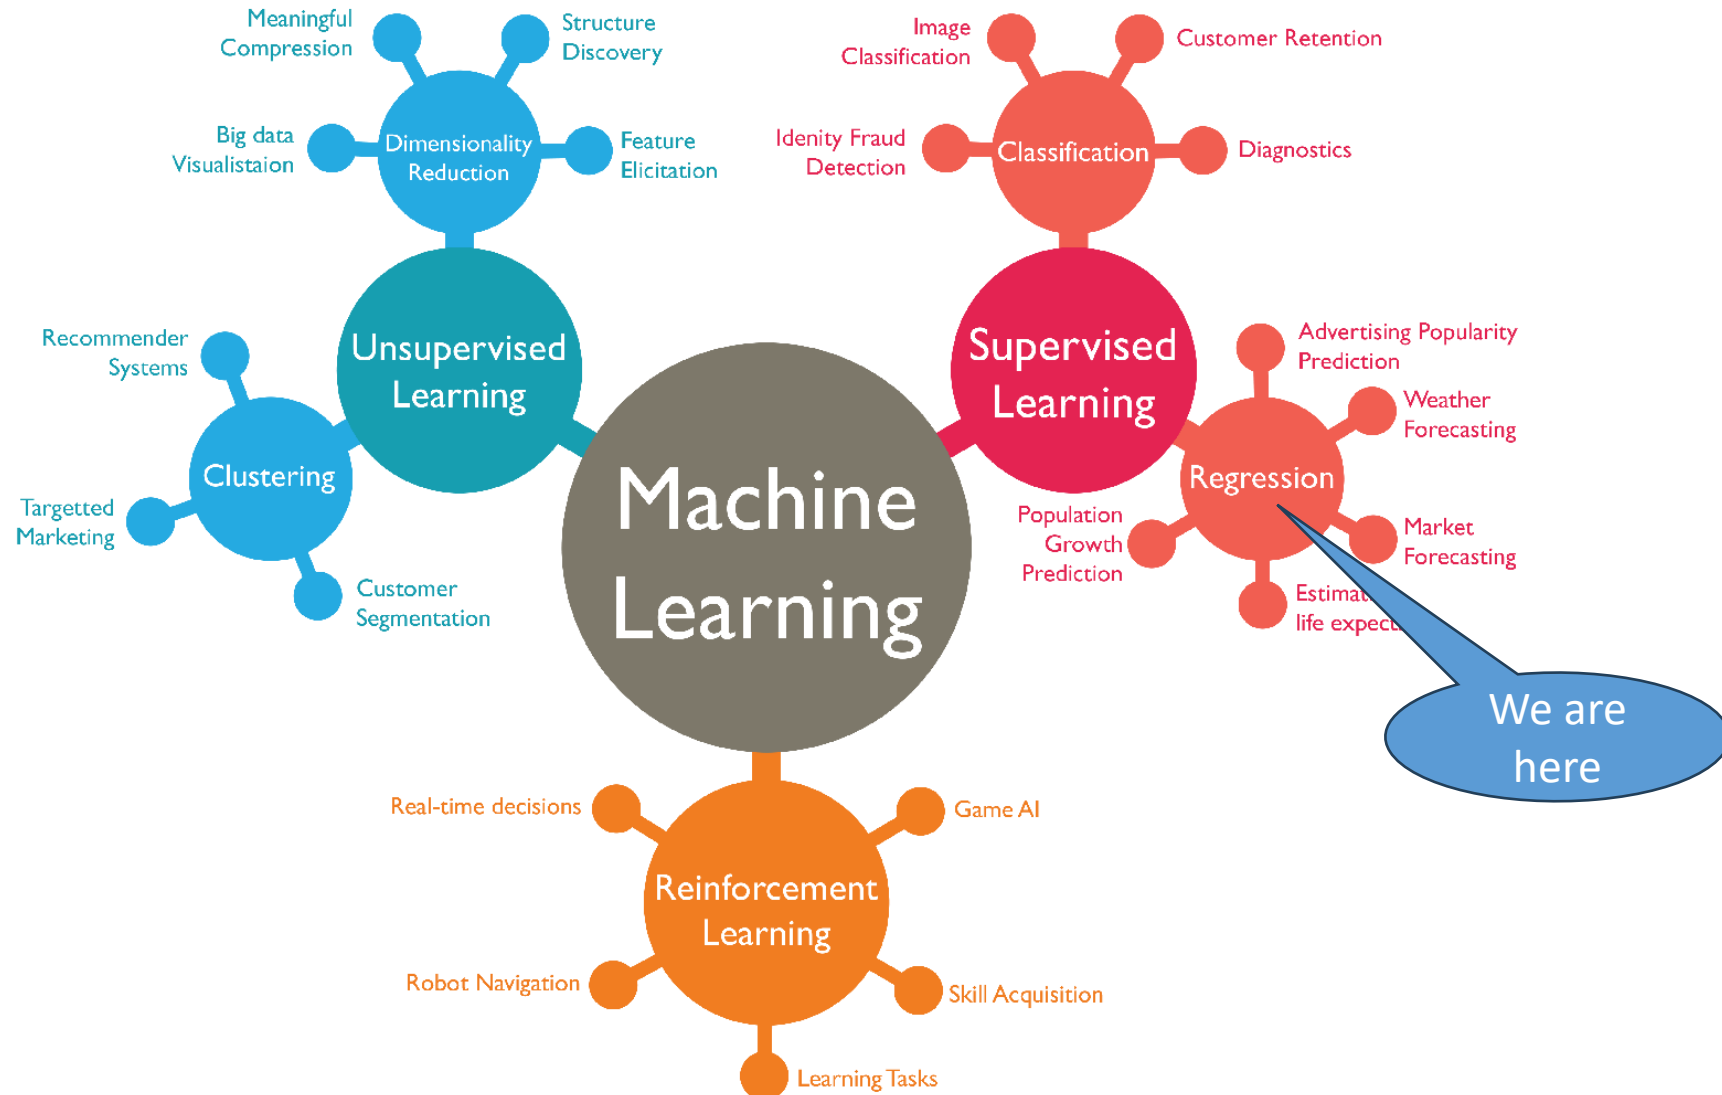 Meaningful
Compression
Structure
Discovery
Big data
Visualistaion
Dimensionality
Reduction
Feature
Elicitation
Image
Classification
Customer Retention
Idenity Fraud
Detection
Classification
Diagnostics
Unsupervised
Learning
Supervised
Learning
Recommender
Systems
Clustering
Targetted
Marketing
Customer
Segmentation
Machine
Learning
Advertising Popularity
Prediction
Weather
Forecasting
Regression
Population
Growth
Prediction
Market
Forecasting
life
We are
here
Real-time decisions
Game AI
Reinforcement
Learning
Robot Navigation
Skill Acquisition
Learning Tasks